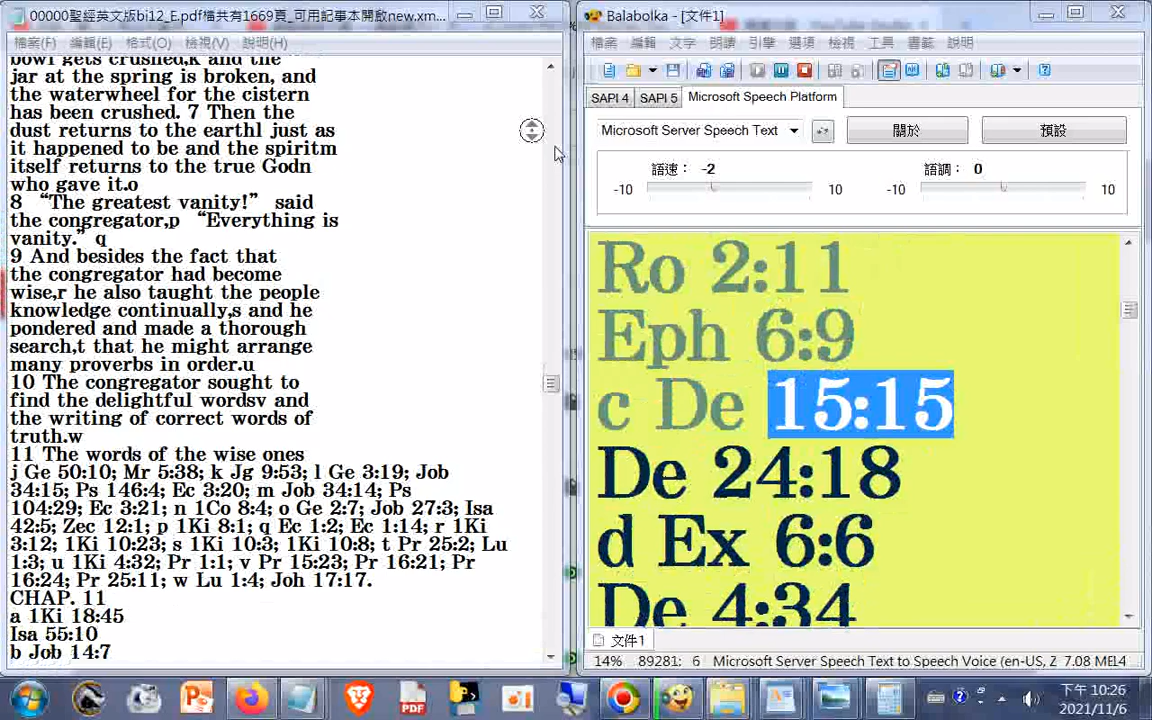 00000聖經英文版bi12_E.pdf檔共有1669頁_可用記事本開啟new.xm...
檔案(F) 編輯(E) 格式(O) 檢視(V) 說明(H)
bowl gets crushed,k and the
jar at the spring is broken, and
the waterwheel for the cistern
has been crushed. 7 Then the
dust returns to the earthl just as
it happened to be and the spiritm
itself returns to the true Godn
who gave it.o
8 “The greatest vanity!” said
the congregator,p “Everything is
vanity.” q
9 And besides the fact that
the congregator had become
wise,r he also taught the people
knowledge continually,s and he
pondered and made a thorough
search,t that he might arrange
many proverbs in order.u
10 The congregator sought to
find the delightful wordsv and
the writing of correct words of
truth.w
11 The words of the wise ones
j Ge 50:10; Mr 5:38; k Jg 9:53; l Ge 3:19; Job
34:15; Ps 146:4; Ec 3:20; m Job 34:14; Ps
104:29; Ec 3:21; n 1Co 8:4; o Ge 2:7; Job 27:3; Isa
42:5; Zec 12:1; p 1Ki 8:1; q Ec 1:2; Ec 1:14; r 1Ki
3:12; 1Ki 10:23; s 1Ki 10:3; 1Ki 10:8; t Pr 25:2; Lu
1:3; u 1Ki 4:32; Pr 1:1; v Pr 15:23; Pr 16:21; Pr
16:24; Pr 25:11; w Lu 1:4; Joh 17:17.
CHAP. 11
a 1Ki 18:45
Isa 55:10
b Job 14:7
Balabolka - [文件1]
檔案 編輯 文字 朗讀 引擎 選項 檢視 工具 書籤 說明
SAPI 4 SAPI 5 Microsoft Speech Platform
Microsoft Server Speech Text 關於 預設
語速： -2 語調： 0
-10 10 -10 10
Ro 2:11
Eph 6:9
c De 15:15
De 24:18
d Ex 6:6
De 4:34
文件1
14% 89281: 6 Microsoft Server Speech Text to Speech Voice (en-US, Z 7.08 ME14
PDF
下午 10:26
2021/11/6